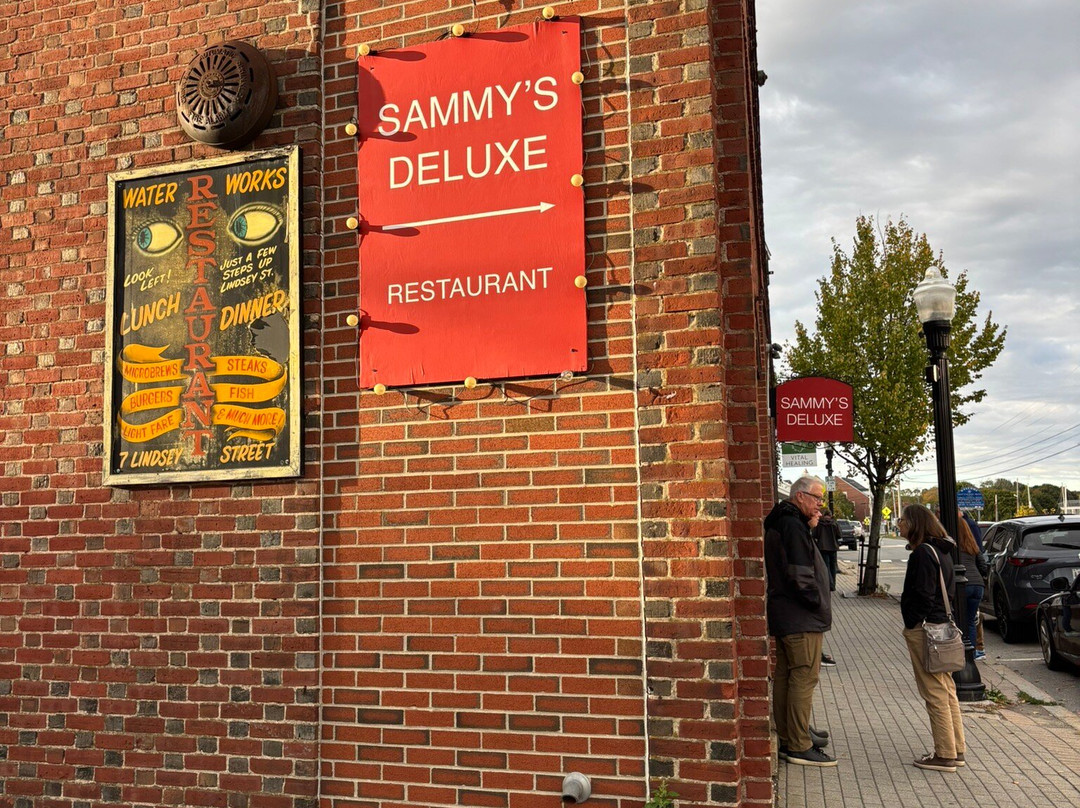 WATER WORKS
RESTAURANT
LOOK
LEFT!
JUST A FEW
STEPS UP
LINDSEY ST.
LUNCH DINNER
MICROBREWS
BURGERS
LIGHT FARE
STEAKS
FISH
& MUCH MORE!
7 LINDSEY STREET
SAMMY'S
DELUXE
RESTAURANT
SAMMY'S
DELUXE
VITAL
HEALING